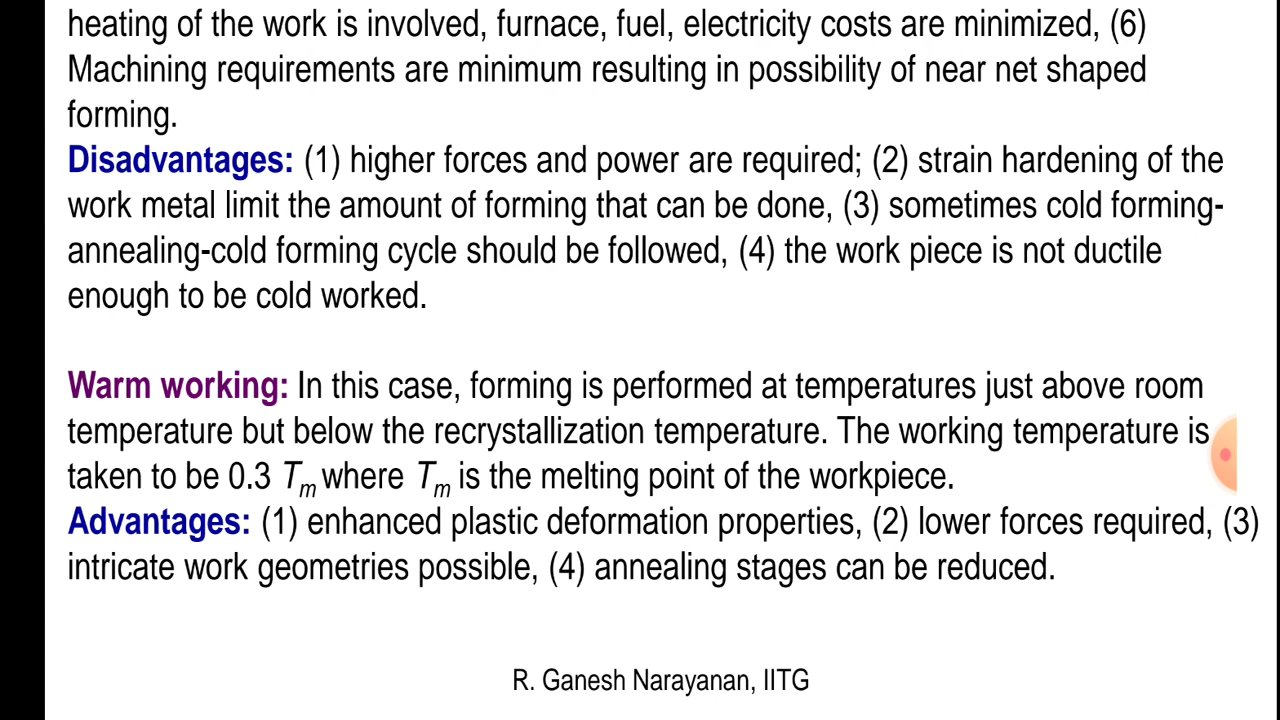 heating of the work is involved, furnace, fuel, electricity costs are minimized, (6)
Machining requirements are minimum resulting in possibility of near net shaped
forming.
Disadvantages: (1) higher forces and power are required; (2) strain hardening of the
work metal limit the amount of forming that can be done, (3) sometimes cold forming-
annealing-cold forming cycle should be followed, (4) the work piece is not ductile
enough to be cold worked.
Warm working: In this case, forming is performed at temperatures just above room
temperature but below the recrystallization temperature. The working temperature is
taken to be 0.3 Tm where Tm is the melting point of the workpiece.
Advantages: (1) enhanced plastic deformation properties, (2) lower forces required, (3)
intricate work geometries possible, (4) annealing stages can be reduced.
R. Ganesh Narayanan, IITG